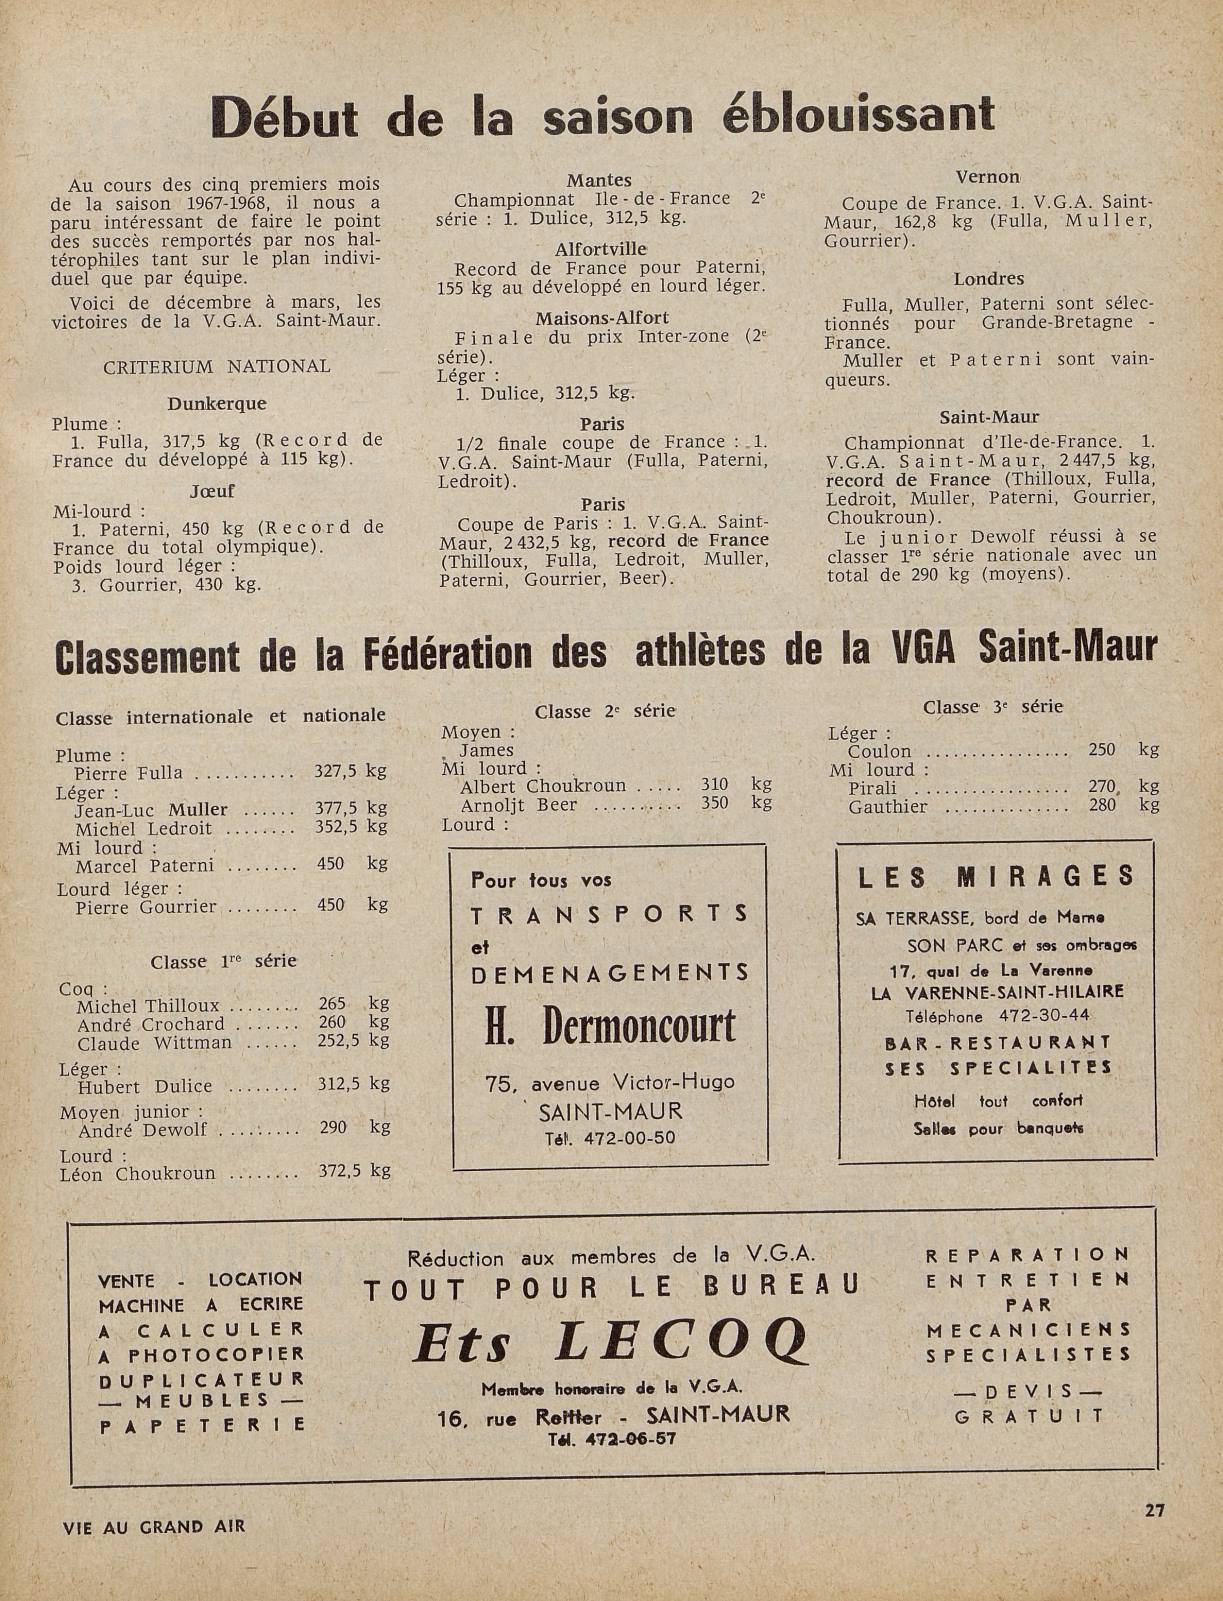 Début de la saison éblouissant
Au cours des cinq premiers mois
de la saison 1967-1968, il nous a
paru intéressant de faire le point
des succès remportés par nos hal-
térophiles tant sur le plan indivi-
duel que par équipe.
Voici de décembre à mars, les
victoires de la V.G.A. Saint-Maur.
CRITERIUM NATIONAL
Dunkerque
Plume :
1. Fulla, 317,5 kg (Record de
France du développé à 115 kg).
Jœuf
Mi-lourd :
1. Paterni, 450 kg (Record de
France du total olympique).
Poids lourd léger :
3. Gourrier, 430 kg.
Mantes
Championnat Ile-de-France 2e
série : 1. Dulice, 312,5 kg.
Alfortville
Record de France pour Paterni,
155 kg au développé en lourd léger.
Maisons-Alfort
Finale du prix Inter-zone (2e
série).
Léger :
1. Dulice, 312,5 kg.
Paris
1/2 finale coupe de France : 1.
V.G.A. Saint-Maur (Fulla, Paterni,
Ledroit).
Paris
Coupe de Paris : 1. V.G.A. Saint-
Maur, 2 432,5 kg, record de France
(Thilloux, Fulla, Ledroit, Muller,
Paterni, Gourrier, Beer).
Vernon
Coupe de France. 1. V.G.A. Saint-
Maur, 162,8 kg (Fulla, Muller,
Gourrier).
Londres
Fulla, Muller, Paterni sont sélec-
tionnés pour Grande-Bretagne -
France.
Muller et Paterni sont vain-
queurs.
Saint-Maur
Championnat d'Ile-de-France. 1.
V.G.A. Saint-Maur, 2 447,5 kg,
record de France (Thilloux, Fulla,
Ledroit, Muller, Paterni, Gourrier,
Choukroun).
Le junior Dewolf réussi à se
classer 1re série nationale avec un
total de 290 kg (moyens).
Classement de la Fédération des athlètes de la VGA Saint-Maur
Classe internationale et nationale
Plume :
Pierre Fulla ........... 327,5 kg
Léger :
Jean-Luc Muller ...... 377,5 kg
Michel Ledroit ........ 352,5 kg
Mi lourd :
Marcel Paterni ........ 450 kg
Lourd léger :
Pierre Gourrier ........ 450 kg
Classe 1re série
Coq :
Michel Thilloux ........ 265 kg
André Crochard ....... 260 kg
Claude Wittman ...... 252,5 kg
Léger :
Hubert Dulice ........ 312,5 kg
Moyen junior :
André Dewolf ......... 290 kg
Lourd :
Léon Choukroun ........ 372,5 kg
Classe 2e série
Moyen :
James
Mi lourd :
Albert Choukroun ..... 310 kg
Arnoljt Beer .......... 350 kg
Lourd :
Classe 3e série
Léger :
Coulon ................ 250 kg
Mi lourd :
Pirali ................. 270 kg
Gauthier .............. 280 kg
Pour tous vos
TRANSPORTS
et
DEMENAGEMENTS
H. Dermoncourt
75, avenue Victor-Hugo
SAINT-MAUR
Tél. 472-00-50
LES MIRAGES
SA TERRASSE, bord de Marne
SON PARC et ses ombrages
17, quai de La Varenne
LA VARENNE-SAINT-HILAIRE
Téléphone 472-30-44
BAR-RESTAURANT
SES SPECIALITES
Hôtel tout confort
Salles pour banquets
VENTE - LOCATION
MACHINE A ECRIRE
A CALCULER
A PHOTOCOPIER
DUPLICATEUR
— MEUBLES —
PAPETERIE
Réduction aux membres de la V.G.A.
TOUT POUR LE BUREAU
Ets LECOQ
Membre honoraire de la V.G.A.
16, rue Reitter - SAINT-MAUR
Tél. 472-06-57
REPARATION
ENTRETIEN
PAR
MECANICIENS
SPECIALISTES
— DEVIS —
GRATUIT
VIE AU GRAND AIR
27